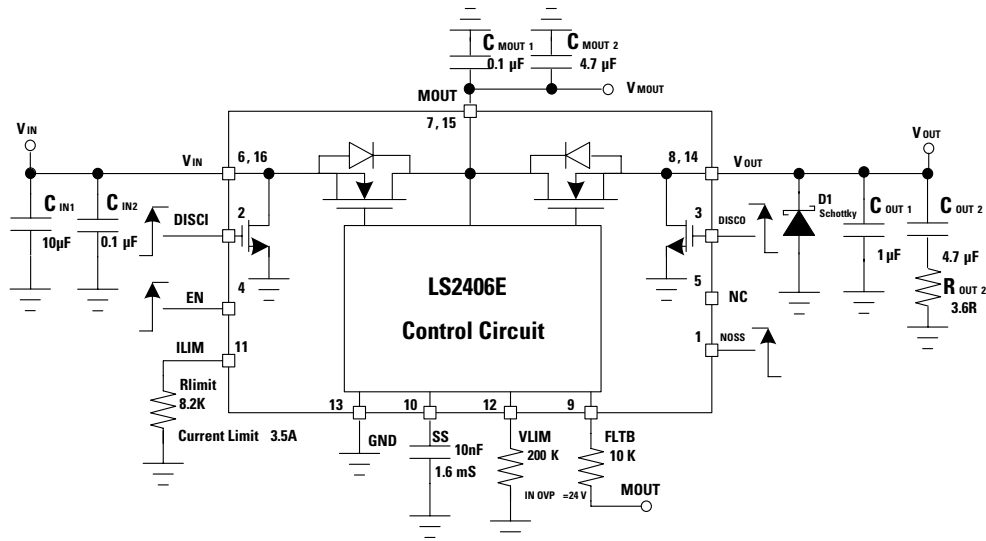 C MOUT 1
0.1 µF
C MOUT 2
4.7 µF
V MOUT
MOUT
7, 15
V IN
V IN
6, 16
8, 14
V OUT
V OUT
C IN1
10µF
C IN2
0.1 µF
DISCI
2
3
DISCO
D1
Schottky
C OUT 1
1 µF
C OUT 2
4.7 µF
R OUT 2
3.6R
EN
4
5
NC
LS2406E
Control Circuit
ILIM
11
1
NOSS
Rlimit
8.2K
Current Limit 3.5A
13
10
12
9
GND
SS
10nF
1.6 mS
VLIM
200 K
IN OVP =24 V
FLTB
10 K
MOUT